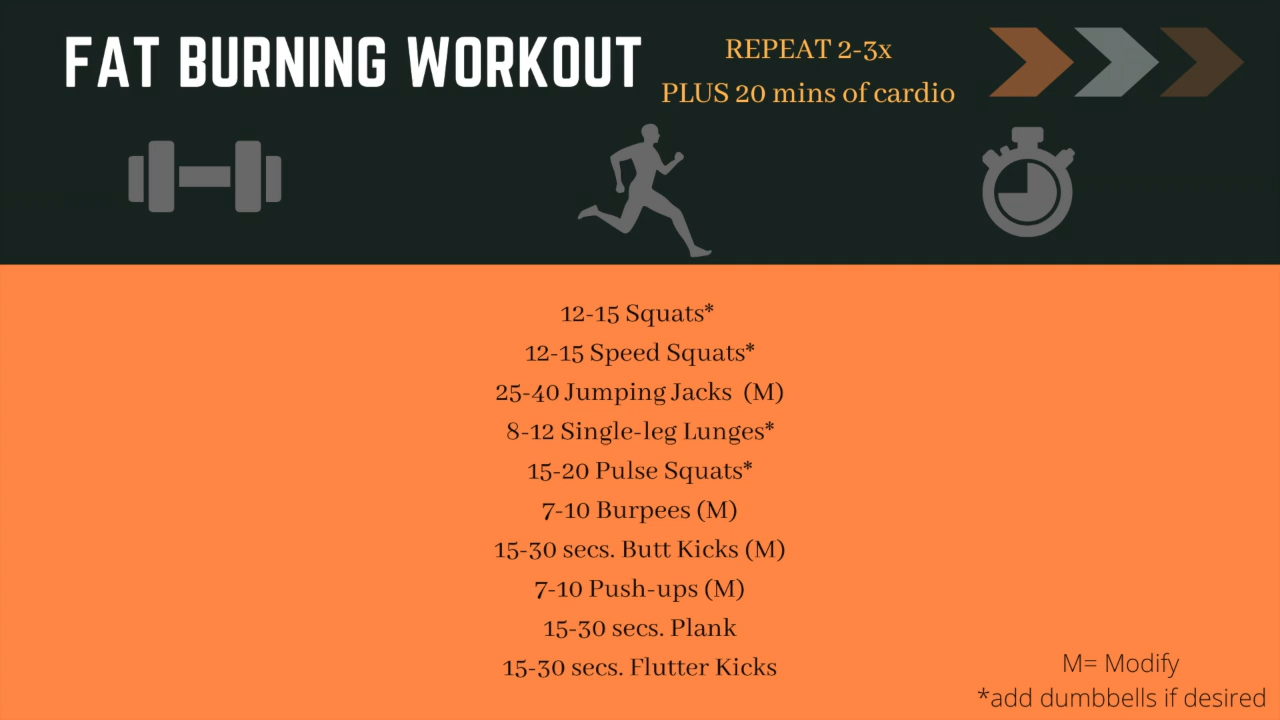 FAT BURNING WORKOUT
REPEAT 2-3x
PLUS 20 mins of cardio
12-15 Squats*
12-15 Speed Squats*
25-40 Jumping Jacks (M)
8-12 Single-leg Lunges*
15-20 Pulse Squats*
7-10 Burpees (M)
15-30 secs. Butt Kicks (M)
7-10 Push-ups (M)
15-30 secs. Plank
15-30 secs. Flutter Kicks
M= Modify
*add dumbbells if desired